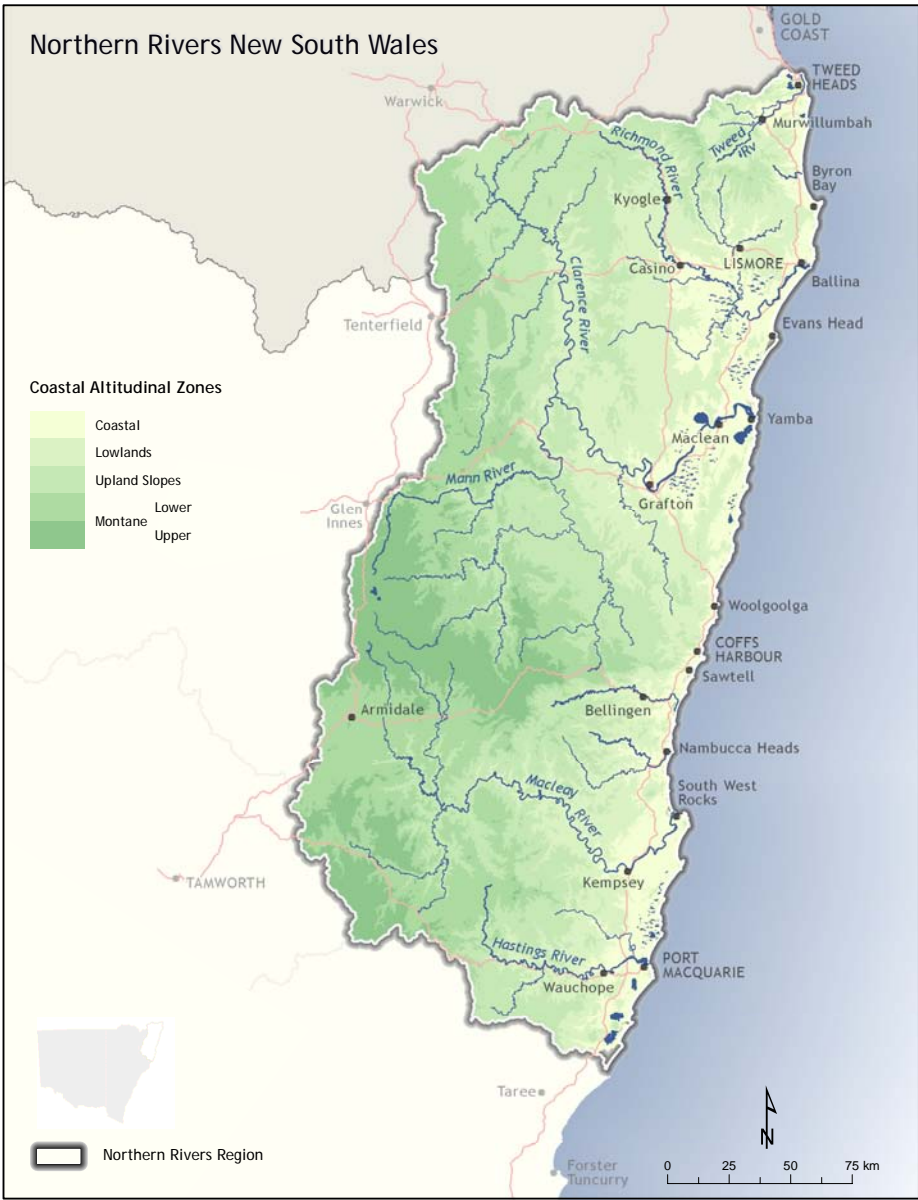 Northern Rivers New South Wales
GOLD
COAST
TWEED
HEADS
Warwick
Murwillumbah
Richmond River
Tweed
Rv
Byron
Bay
Kyogle
Casino
LISMORE
Clarence River
Ballina
Tenterfield
Evans Head
Coastal Altitudinal Zones
Coastal
Lowlands
Upland Slopes
Montane
Lower
Upper
Yamba
Maclean
Mann River
Glen
Innes
Grafton
Woolgoolga
COFFS
HARBOUR
Sawtell
Armidale
Bellingen
Nambucca Heads
Macleay
River
South West
Rocks
TAMWORTH
Kempsey
Hastings River
PORT
MACQUARIE
Wauchope
Taree
Northern Rivers Region
Forster
Tuncurry
N
0 25 50 75 km